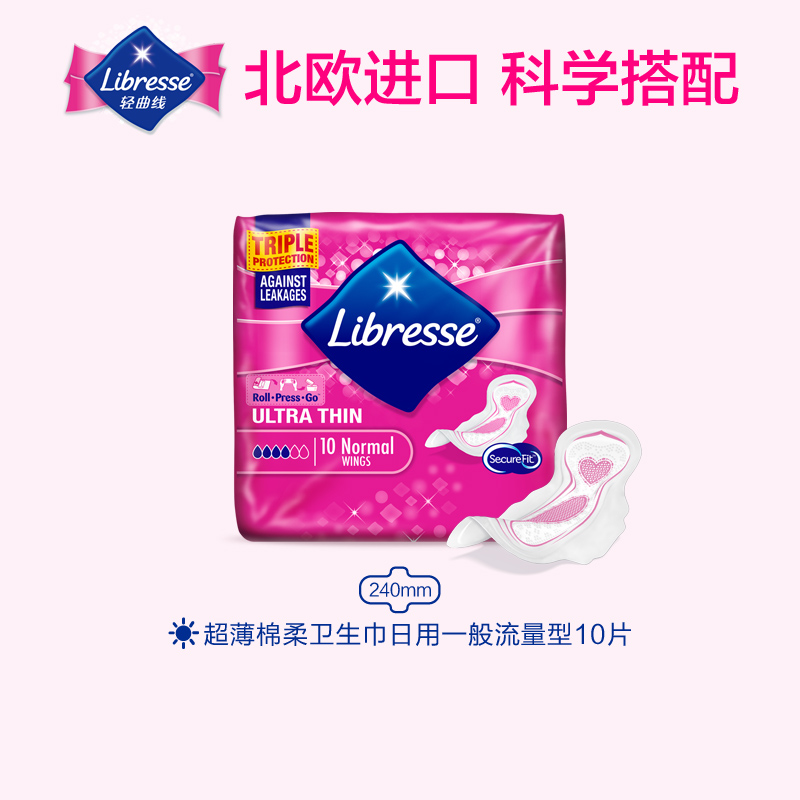 Libresse®
轻曲线
北欧进口 科学搭配
TRIPLE
PROTECTION
AGAINST
LEAKAGES
Libresse®
Roll•Press•Go™
ULTRA THIN
10 Normal
WINGS
SecureFit™
240mm
超薄棉柔卫生巾日用一般流量型10片